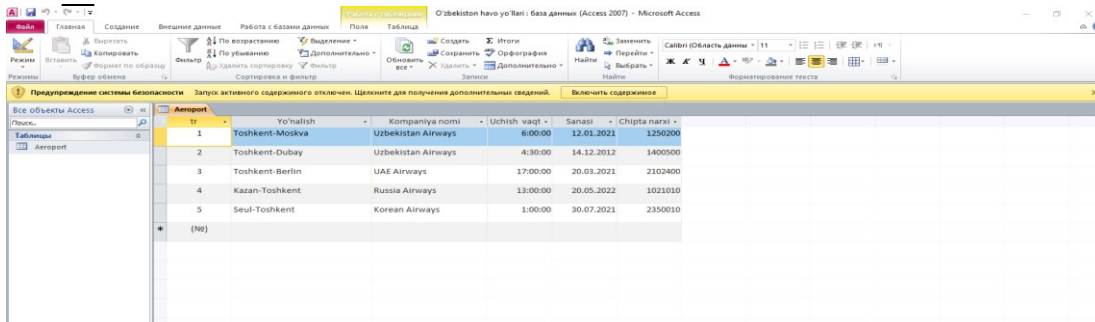 Работа с таблицами O'zbekiston havo yo'llari : база данных (Access 2007) - Microsoft Access
Файл Главная Создание Внешние данные Работа с базами данных Поля Таблица
Режим Вставить Вырезать Копировать Формат по образцу
Фильтр По возрастанию По убыванию Удалить сортировку Выделение Дополнительно Фильтр
Обновить все Создать Сохранить Удалить Итоги Орфография Дополнительно
Найти Заменить Перейти Выбрать
Calibri (Область данны 11
Ж К Ч
Режимы Буфер обмена Сортировка и фильтр Записи Найти Форматирование текста
Предупреждение системы безопасности Запуск активного содержимого отключен. Щелкните для получения дополнительных сведений. Включить содержимое
Все объекты Access
Поиск...
Таблицы
Aeroport
Aeroport
tr Yo'nalish Kompaniya nomi Uchish vaqt Sanasi Chipta narxi
1 Toshkent-Moskva Uzbekistan Airways 6:00:00 12.01.2021 1250200
2 Toshkent-Dubay Uzbekistan Airways 4:30:00 14.12.2012 1400500
3 Toshkent-Berlin UAE Airways 17:00:00 20.03.2021 2102400
4 Kazan-Toshkent Russia Airways 13:00:00 20.05.2022 1021010
5 Seul-Toshkent Korean Airways 1:00:00 30.07.2021 2350010
* (№)